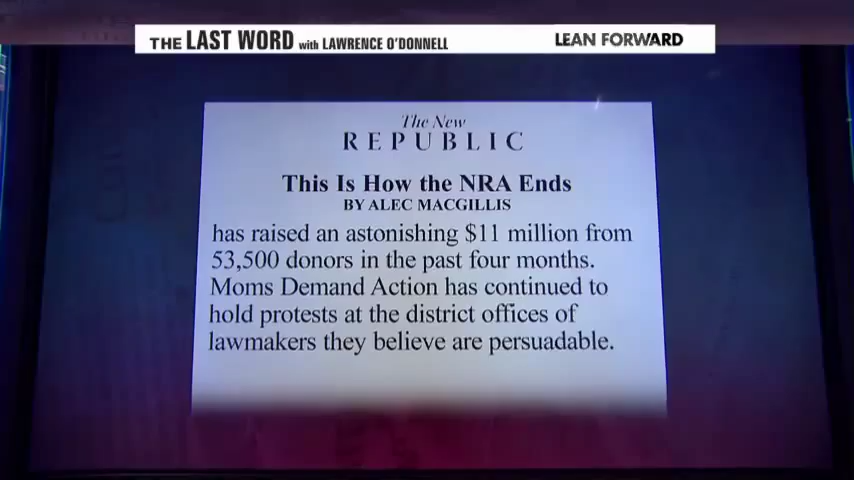 THE LAST WORD with LAWRENCE O'DONNELL LEAN FORWARD
The New
REPUBLIC
This Is How the NRA Ends
BY ALEC MACGILLIS
has raised an astonishing $11 million from
53,500 donors in the past four months.
Moms Demand Action has continued to
hold protests at the district offices of
lawmakers they believe are persuadable.